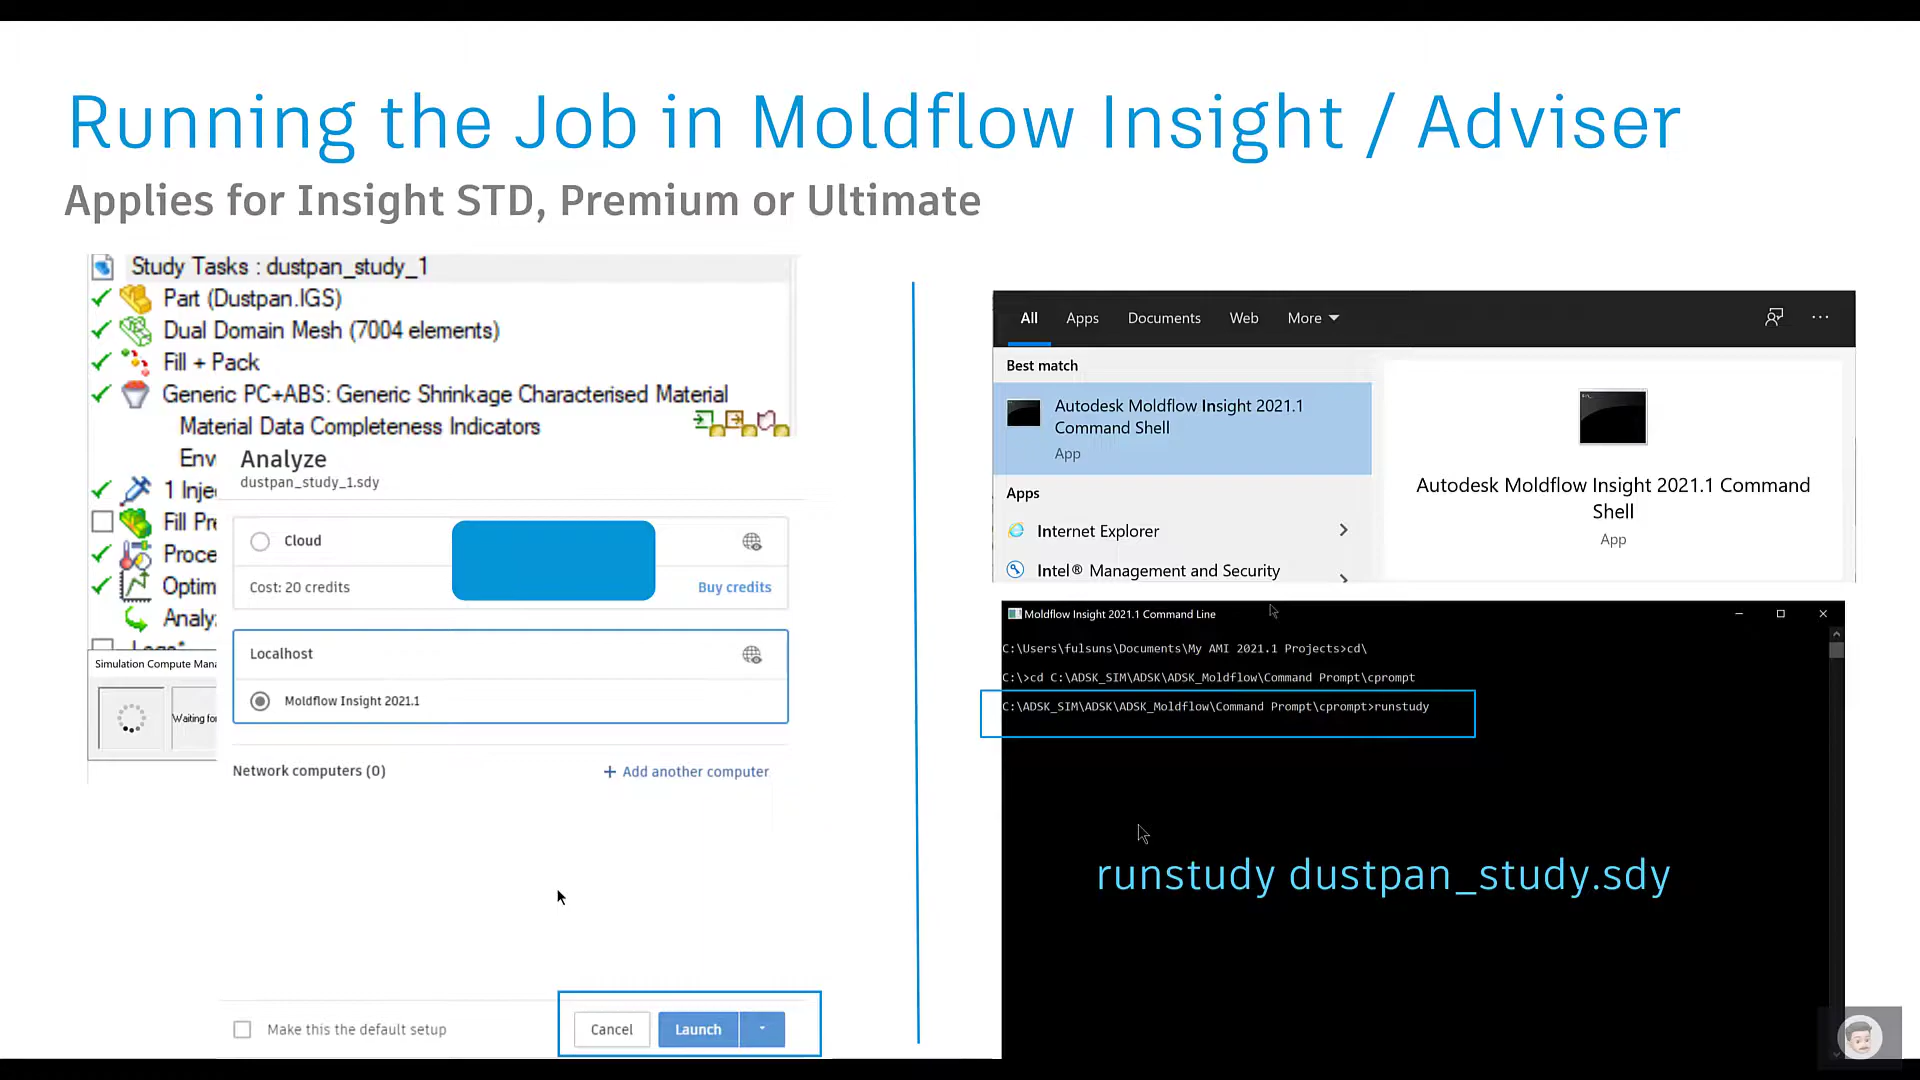 Running the Job in Moldflow Insight / Adviser
Applies for Insight STD, Premium or Ultimate
Study Tasks : dustpan_study_1
Part (Dustpan.IGS)
Dual Domain Mesh (7004 elements)
Fill + Pack
Generic PC+ABS: Generic Shrinkage Characterised Material
Material Data Completeness Indicators
Env
1 Inje
Fill Pre
Proce
Optim
Analy
Logs*
Simulation Compute Mana
Waiting for
Analyze
dustpan_study_1.sdy
Cloud
Cost: 20 credits
Buy credits
Localhost
Moldflow Insight 2021.1
Network computers (0)
+ Add another computer
Make this the default setup
Cancel
Launch
All Apps Documents Web More
Best match
Autodesk Moldflow Insight 2021.1
Command Shell
App
Apps
Internet Explorer
Intel® Management and Security
Autodesk Moldflow Insight 2021.1 Command
Shell
App
Moldflow Insight 2021.1 Command Line
C:\Users\fulsuns\Documents\My AMI 2021.1 Projects>cd\
C:\>cd C:\ADSK_SIM\ADSK\ADSK_Moldflow\Command Prompt\cprompt
C:\ADSK_SIM\ADSK\ADSK_Moldflow\Command Prompt\cprompt>runstudy
runstudy dustpan_study.sdy